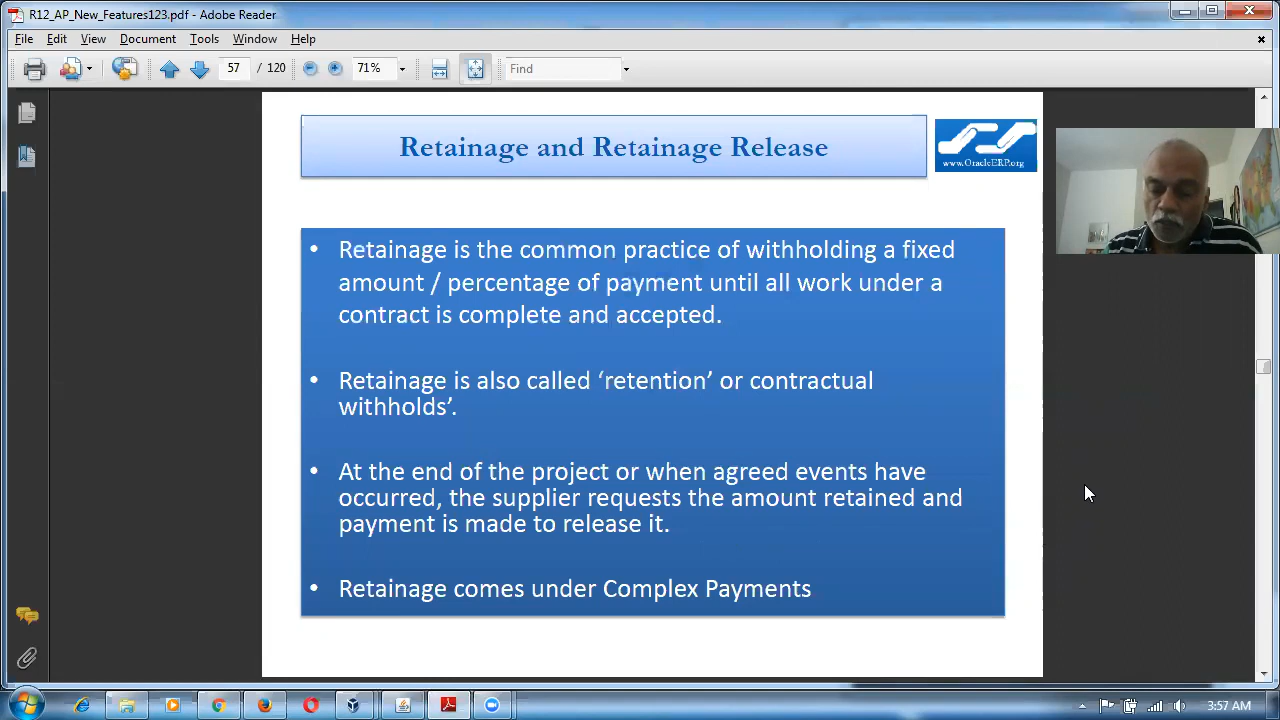 R12_AP_New_Features123.pdf - Adobe Reader
File Edit View Document Tools Window Help
57 / 120 71% Find
Retainage and Retainage Release
www.OracleERP.org
• Retainage is the common practice of withholding a fixed
amount / percentage of payment until all work under a
contract is complete and accepted.
• Retainage is also called ‘retention’ or contractual
withholds’.
• At the end of the project or when agreed events have
occurred, the supplier requests the amount retained and
payment is made to release it.
• Retainage comes under Complex Payments
3:57 AM